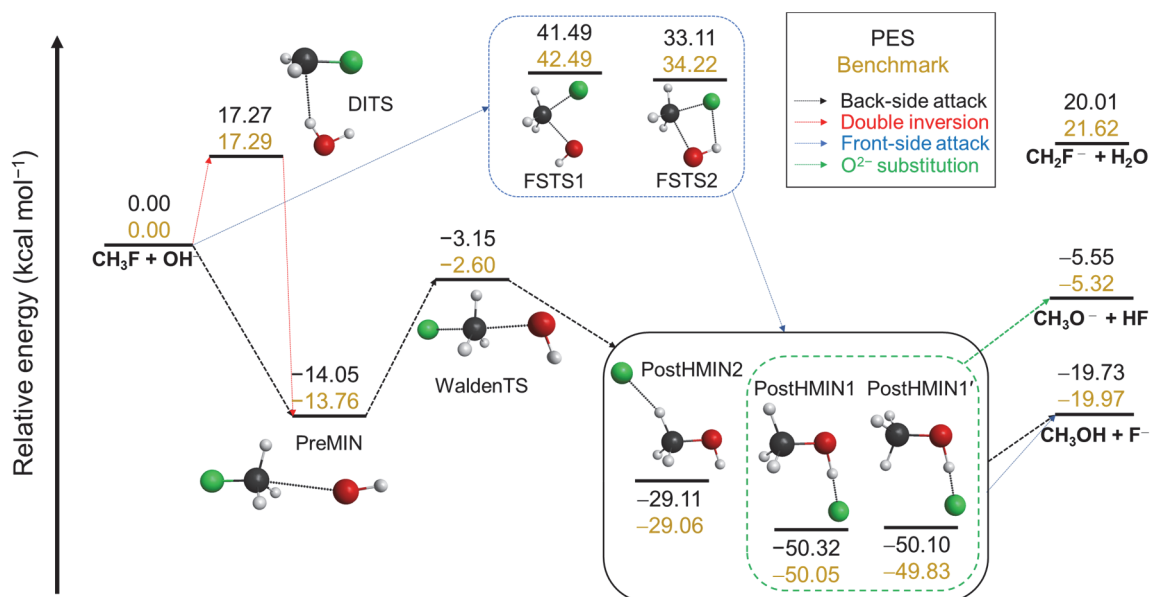 41.49
42.49
FSTS1
33.11
34.22
FSTS2
PES
Benchmark
Back-side attack
Double inversion
Front-side attack
O²⁻ substitution
20.01
21.62
CH₂F⁻ + H₂O
DITS
17.27
17.29
0.00
0.00
CH₃F + OH⁻
Relative energy (kcal mol⁻¹)
−3.15
−2.60
WaldenTS
−14.05
−13.76
PreMIN
PostHMIN2
−29.11
−29.06
PostHMIN1
−50.32
−50.05
PostHMIN1′
−50.10
−49.83
−5.55
−5.32
CH₃O⁻ + HF
−19.73
−19.97
CH₃OH + F⁻